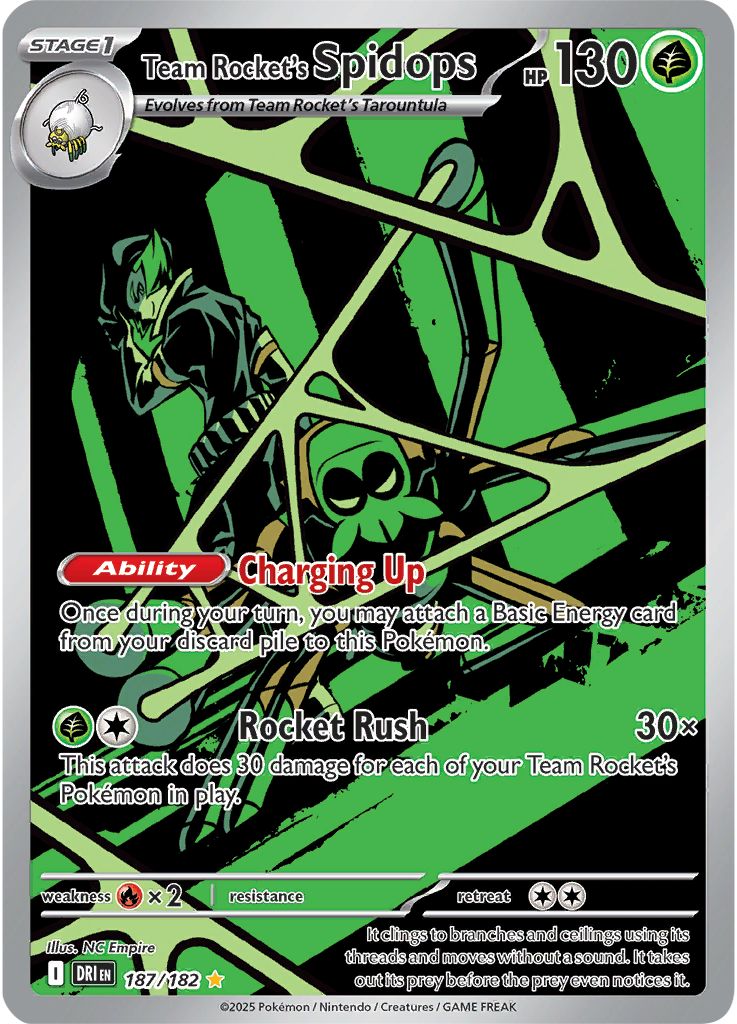 STAGE 1
Team Rocket's Spidops
HP 130
Evolves from Team Rocket's Tarountula
Ability Charging Up
Once during your turn, you may attach a Basic Energy card
from your discard pile to this Pokémon.
Rocket Rush 30×
This attack does 30 damage for each of your Team Rocket's
Pokémon in play.
weakness ×2 resistance retreat
Illus. NC Empire
It clings to branches and ceilings using its
threads and moves without a sound. It takes
out its prey before the prey even notices it.
I DRI EN 187/182
©2025 Pokémon / Nintendo / Creatures / GAME FREAK